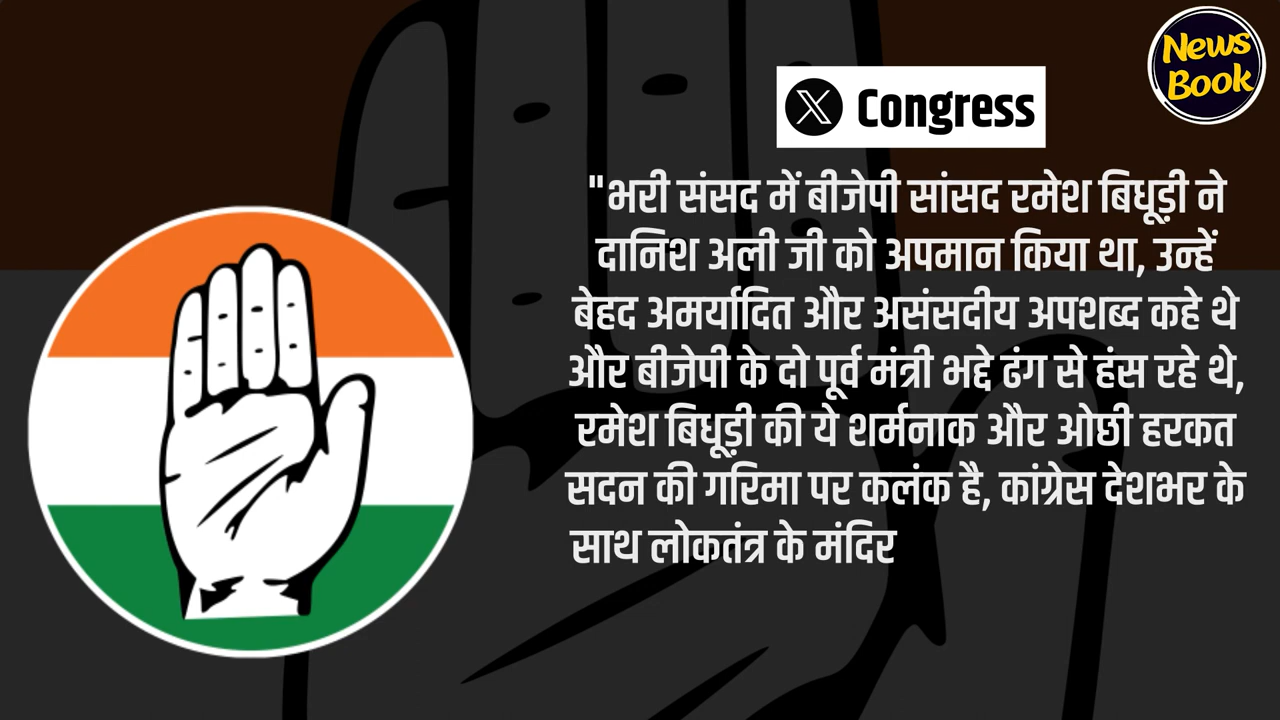 News
Book
X Congress
"भरी संसद में बीजेपी सांसद रमेश बिधूड़ी ने
दानिश अली जी को अपमान किया था, उन्हें
बेहद अमर्यादित और असंसदीय अपशब्द कहे थे
और बीजेपी के दो पूर्व मंत्री भद्दे ढंग से हंस रहे थे,
रमेश बिधूड़ी की ये शर्मनाक और ओछी हरकत
सदन की गरिमा पर कलंक है, कांग्रेस देशभर के
साथ लोकतंत्र के मंदिर